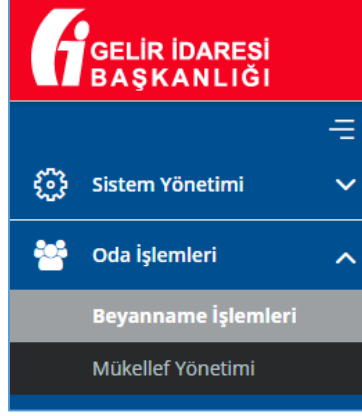 GELİR İDARESİ
BAŞKANLIĞI
Sistem Yönetimi
Oda İşlemleri
Beyanname İşlemleri
Mükellef Yönetimi